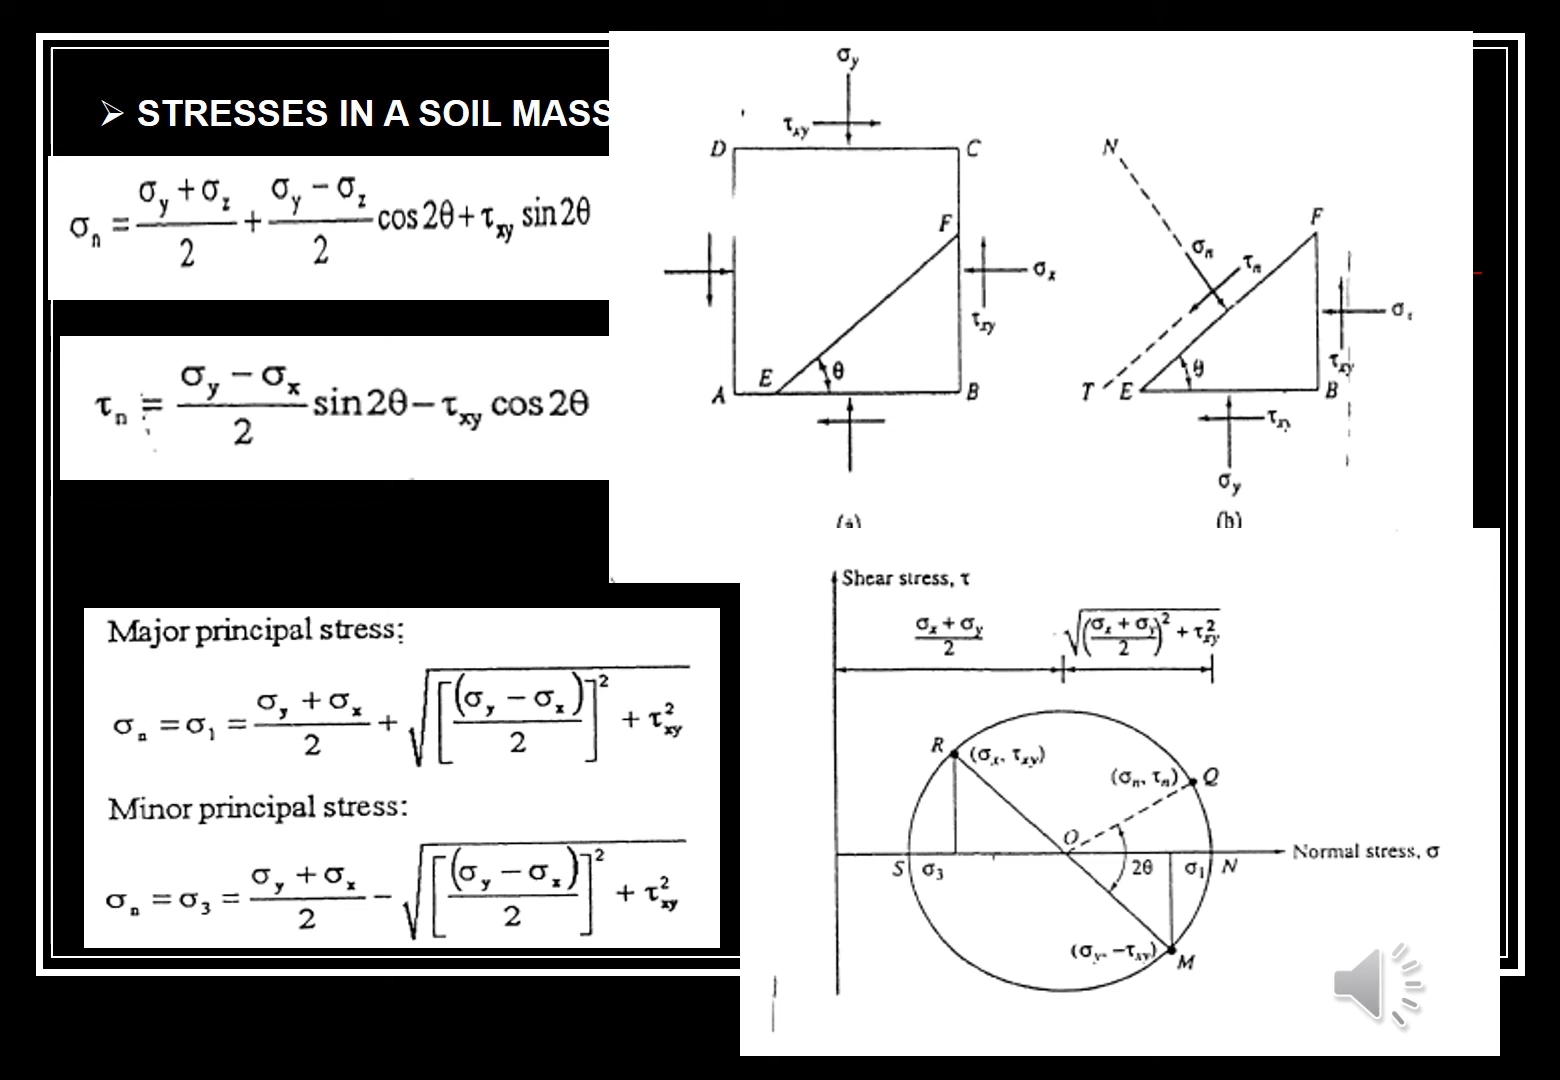 ➢ STRESSES IN A SOIL MASS
σn = (σy + σz)/2 + (σy − σz)/2 cos 2θ + τxy sin 2θ
τn = (σy − σx)/2 sin 2θ − τxy cos 2θ
Major principal stress:
σn = σ1 = (σy + σx)/2 + √([(σy − σx)/2]² + τ²xy)
Minor principal stress:
σn = σ3 = (σy + σx)/2 − √([(σy − σx)/2]² + τ²xy)
σy
τxy
D
C
F
σx
τxy
E
θ
A
B
(a)
N
F
σn
τn
σ
τxy
θ
T
E
B
τxy
σy
(b)
Shear stress, τ
(σx + σy)/2
√(((σx + σy)/2)² + τ²xy)
R
(σx, τxy)
(σn, τn)
Q
O
Normal stress, σ
S
σ3
2θ
σ1
N
(σy, −τxy)
M